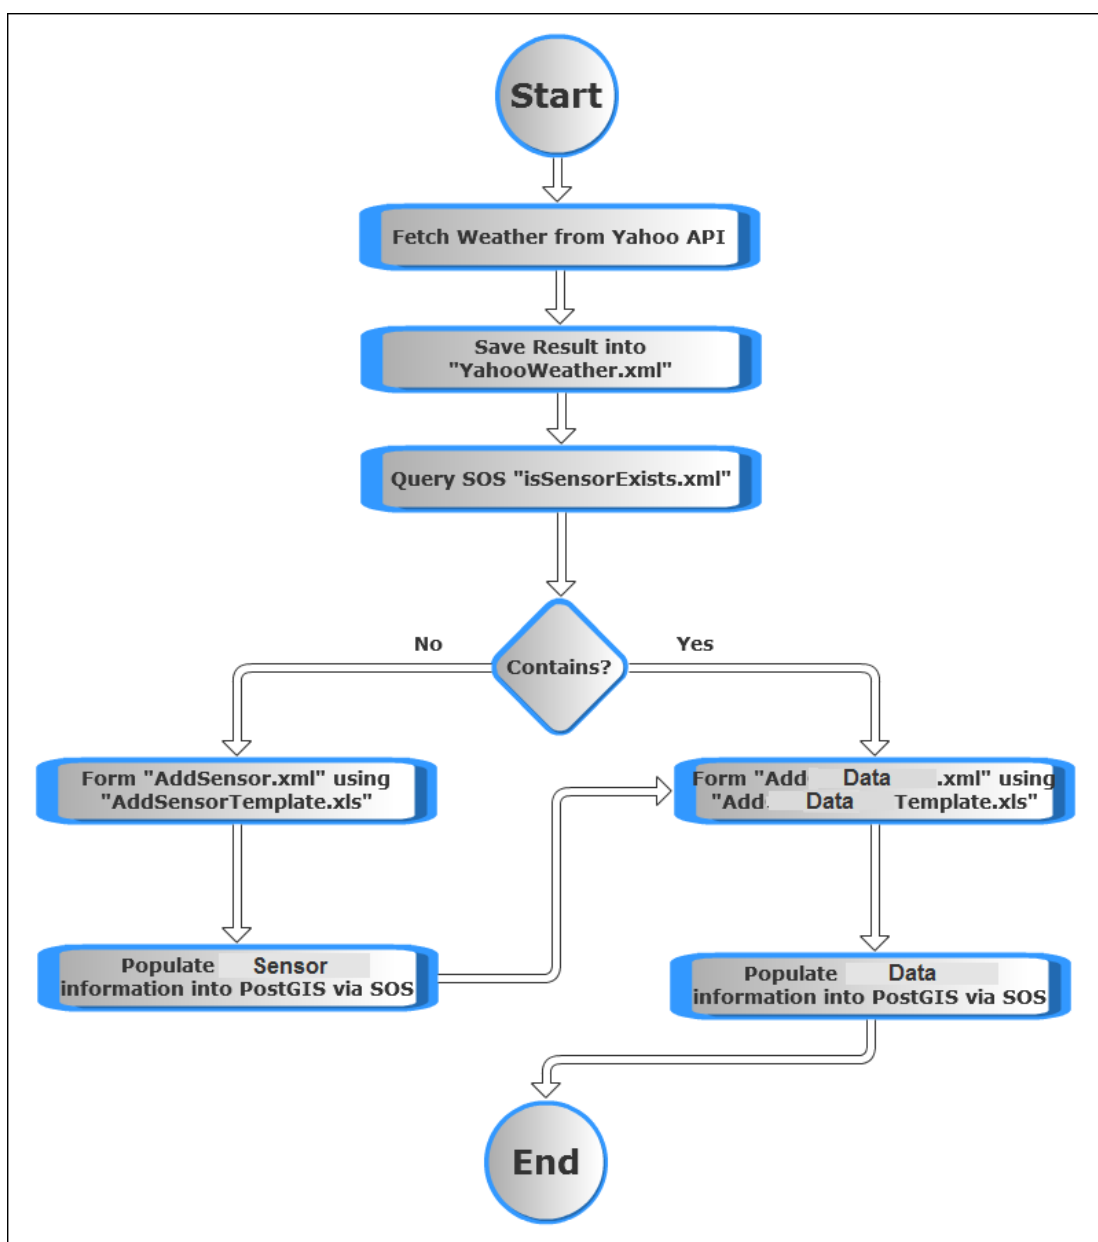 Start
Fetch Weather from Yahoo API
Save Result into
"YahooWeather.xml"
Query SOS "isSensorExists.xml"
Contains?
No
Yes
Form "AddSensor.xml" using
"AddSensorTemplate.xls"
Form "Add Data .xml" using
"Add Data Template.xls"
Populate Sensor
information into PostGIS via SOS
Populate Data
information into PostGIS via SOS
End